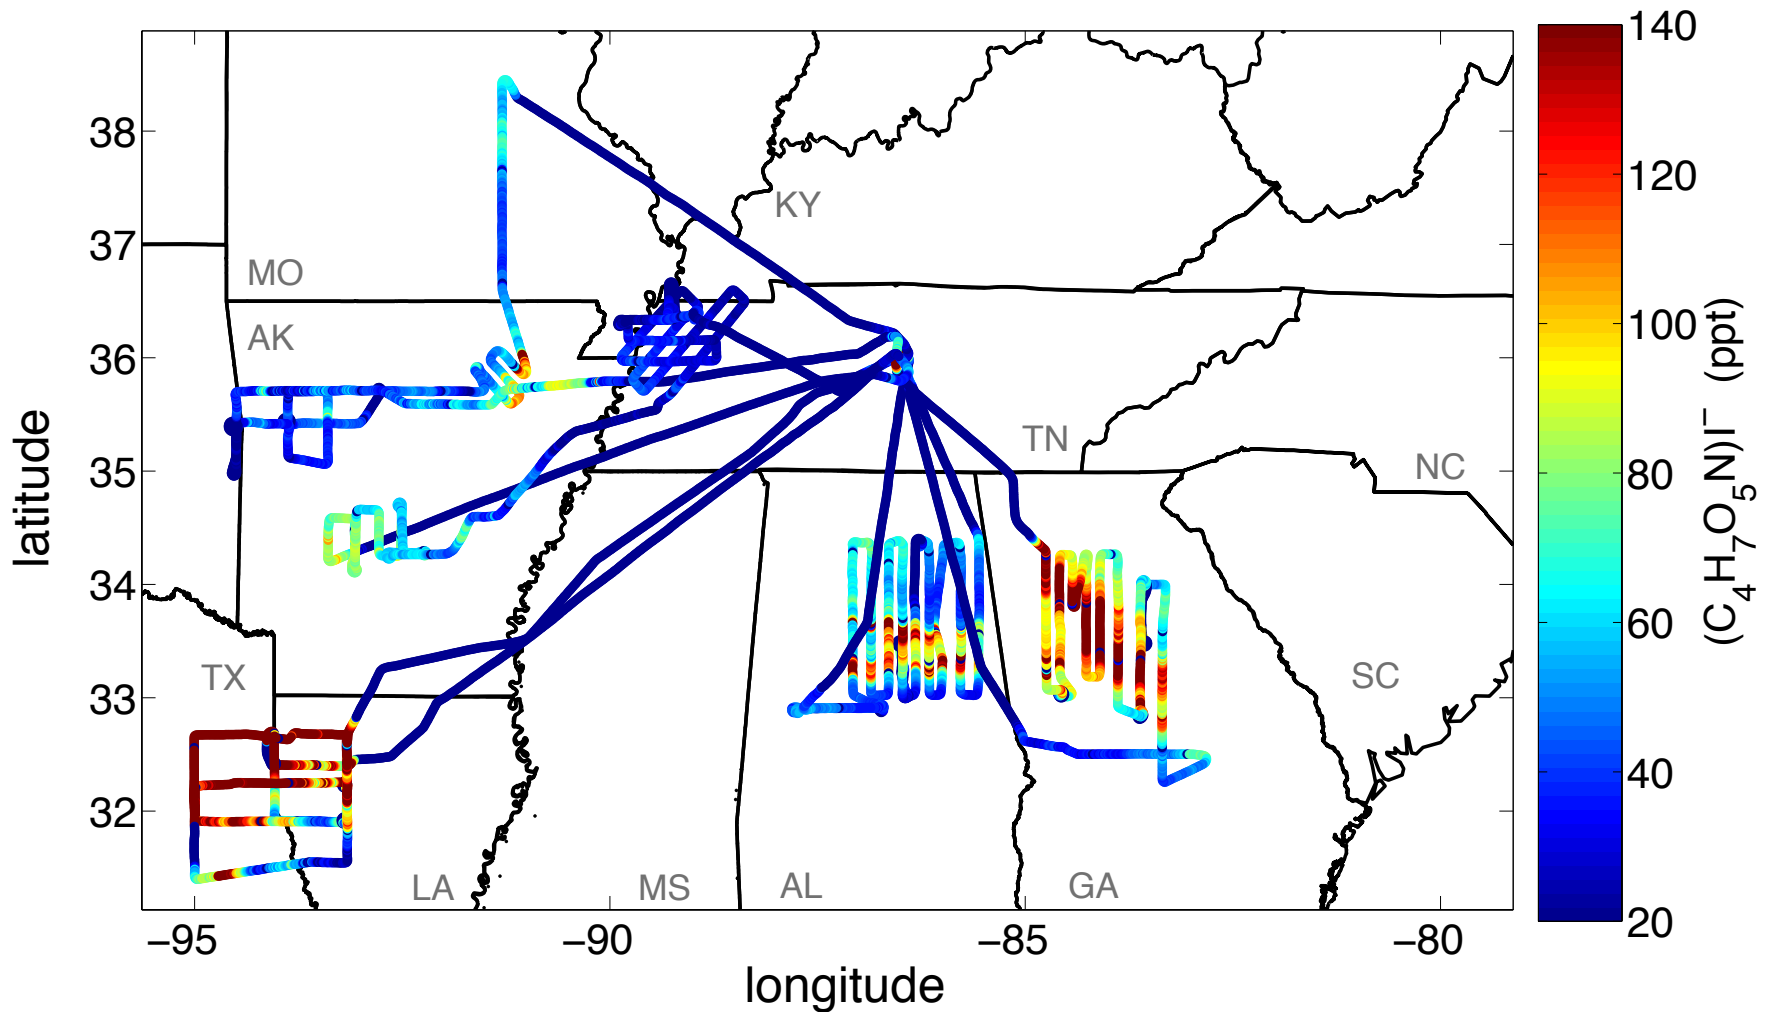 140
120
100
80
60
40
20
(C4H7O5N)I− (ppt)
38
37
36
35
34
33
32
latitude
KY
MO
AK
TN
NC
TX
SC
LA
MS
AL
GA
−95
−90
−85
−80
longitude